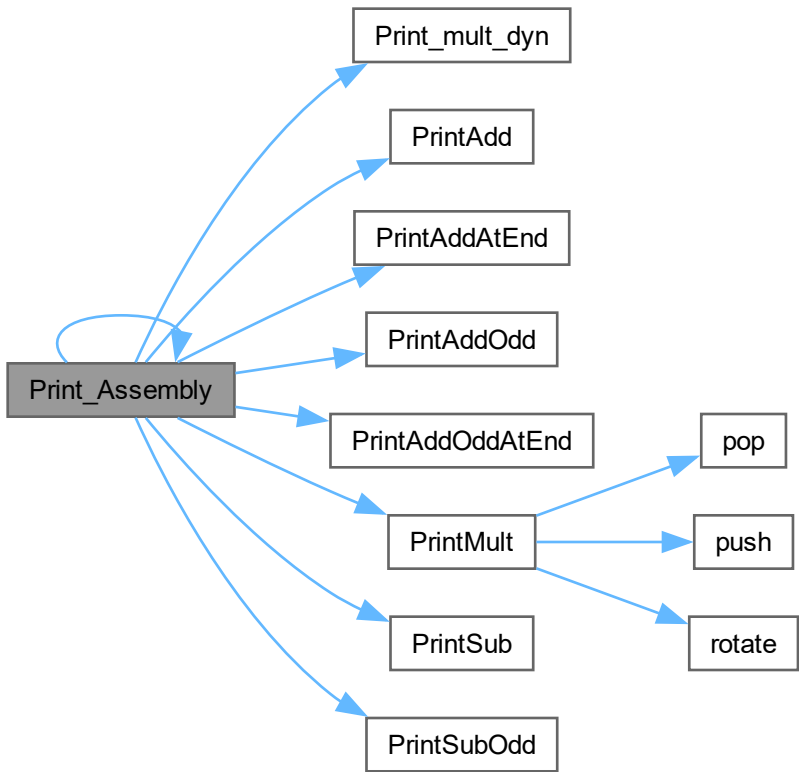 Print_mult_dyn
PrintAdd
PrintAddAtEnd
PrintAddOdd
Print_Assembly
PrintAddOddAtEnd
pop
PrintMult
push
PrintSub
rotate
PrintSubOdd